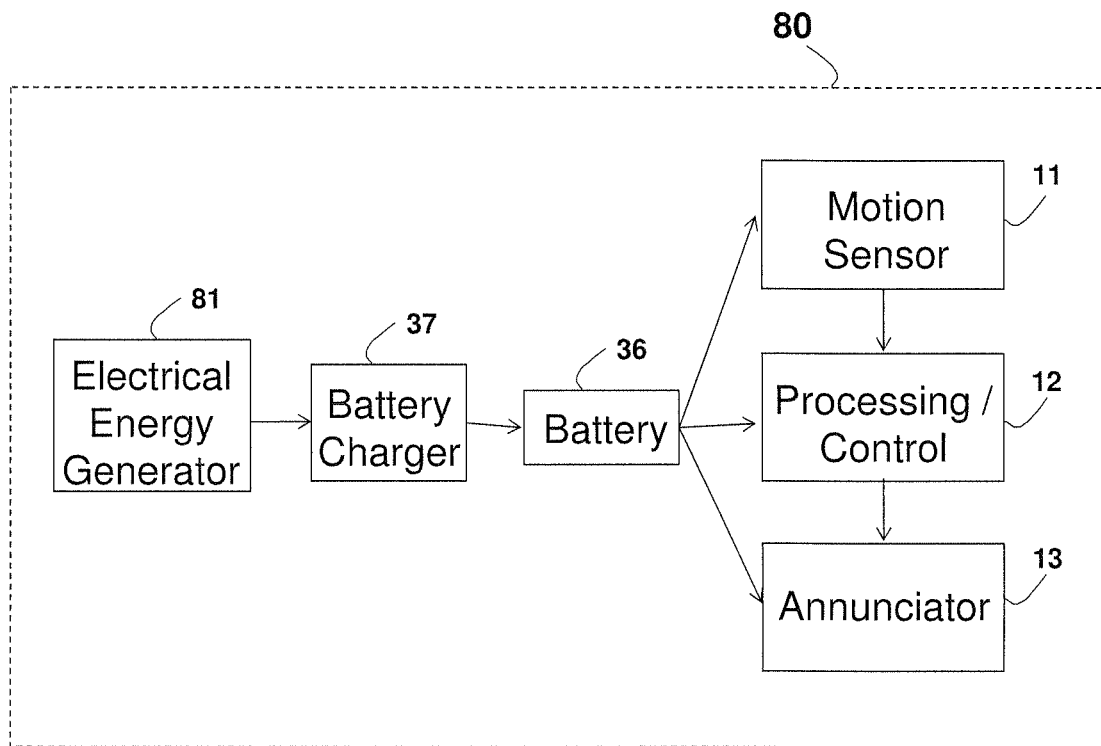 80
11
Motion
Sensor
81
37
36
Electrical
Energy
Generator
Battery
Charger
Battery
12
Processing /
Control
13
Annunciator